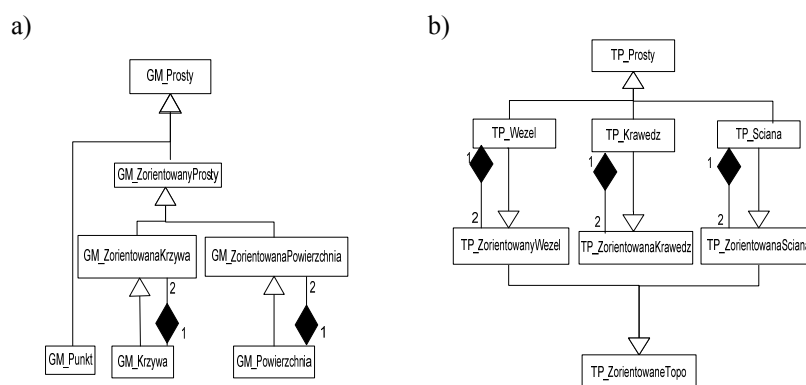 a)
GM_Prosty
GM_ZorientowanyProsty
GM_ZorientowanaKrzywa
GM_ZorientowanaPowierzchnia
2
2
1
1
GM_Punkt
GM_Krzywa
GM_Powierzchnia
b)
TP_Prosty
TP_Wezel
TP_Krawedz
TP_Sciana
1
1
1
2
2
2
TP_ZorientowanyWezel
TP_ZorientowanaKrawedz
TP_ZorientowanaSciana
TP_ZorientowaneTopo